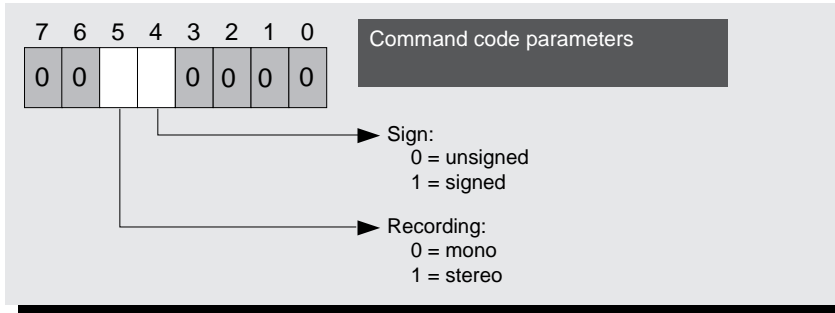 7 6 5 4 3 2 1 0
0 0 0 0 0 0
Command code parameters
Sign:
0 = unsigned
1 = signed
Recording:
0 = mono
1 = stereo